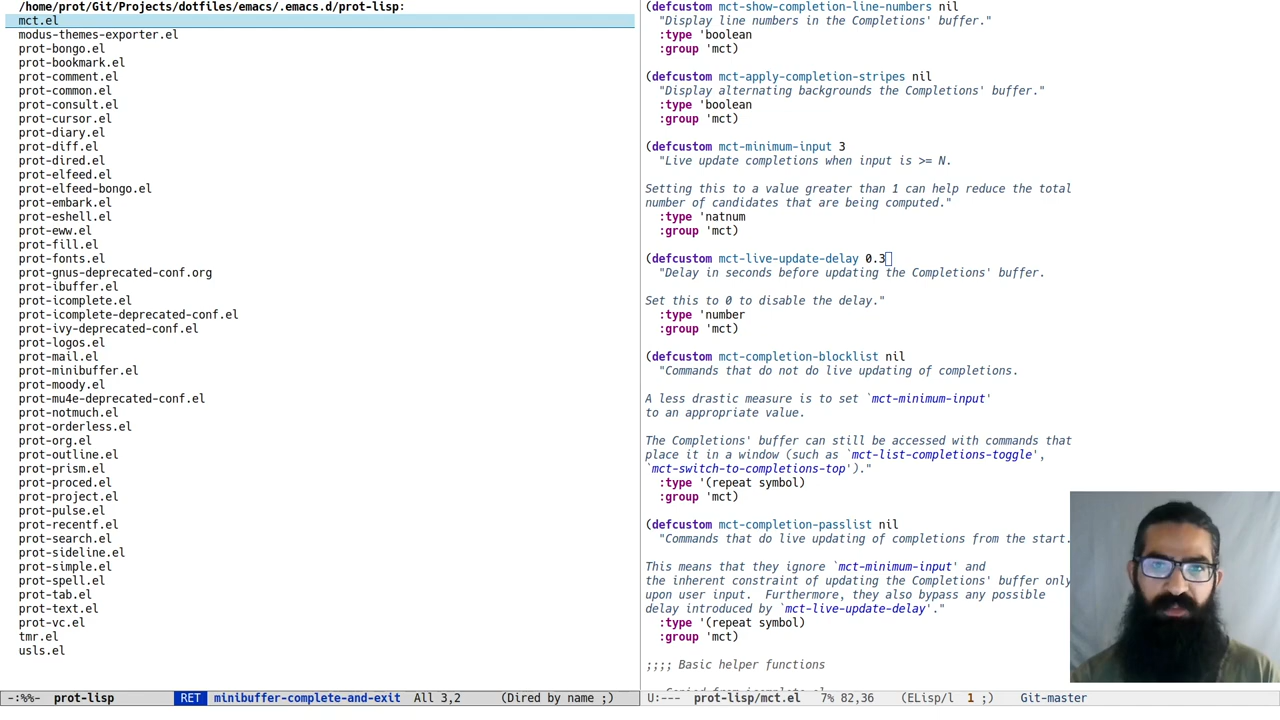 /home/prot/Git/Projects/dotfiles/emacs/.emacs.d/prot-lisp:
mct.el
modus-themes-exporter.el
prot-bongo.el
prot-bookmark.el
prot-comment.el
prot-common.el
prot-consult.el
prot-cursor.el
prot-diary.el
prot-diff.el
prot-dired.el
prot-elfeed.el
prot-elfeed-bongo.el
prot-embark.el
prot-eshell.el
prot-eww.el
prot-fill.el
prot-fonts.el
prot-gnus-deprecated-conf.org
prot-ibuffer.el
prot-icomplete.el
prot-icomplete-deprecated-conf.el
prot-ivy-deprecated-conf.el
prot-logos.el
prot-mail.el
prot-minibuffer.el
prot-moody.el
prot-mu4e-deprecated-conf.el
prot-notmuch.el
prot-orderless.el
prot-org.el
prot-outline.el
prot-prism.el
prot-proced.el
prot-project.el
prot-pulse.el
prot-recentf.el
prot-search.el
prot-sideline.el
prot-simple.el
prot-spell.el
prot-tab.el
prot-text.el
prot-vc.el
tmr.el
usls.el
-:%%- prot-lisp RET minibuffer-complete-and-exit All 3,2 (Dired by name ;)
(defcustom mct-show-completion-line-numbers nil
"Display line numbers in the Completions' buffer."
:type 'boolean
:group 'mct)
(defcustom mct-apply-completion-stripes nil
"Display alternating backgrounds the Completions' buffer."
:type 'boolean
:group 'mct)
(defcustom mct-minimum-input 3
"Live update completions when input is >= N.
Setting this to a value greater than 1 can help reduce the total
number of candidates that are being computed."
:type 'natnum
:group 'mct)
(defcustom mct-live-update-delay 0.3
"Delay in seconds before updating the Completions' buffer.
Set this to 0 to disable the delay."
:type 'number
:group 'mct)
(defcustom mct-completion-blocklist nil
"Commands that do not do live updating of completions.
A less drastic measure is to set `mct-minimum-input'
to an appropriate value.
The Completions' buffer can still be accessed with commands that
place it in a window (such as `mct-list-completions-toggle',
`mct-switch-to-completions-top')."
:type '(repeat symbol)
:group 'mct)
(defcustom mct-completion-passlist nil
"Commands that do live updating of completions from the start.
This means that they ignore `mct-minimum-input' and
the inherent constraint of updating the Completions' buffer only
upon user input. Furthermore, they also bypass any possible
delay introduced by `mct-live-update-delay'."
:type '(repeat symbol)
:group 'mct)
;;;; Basic helper functions
U:--- prot-lisp/mct.el 7% 82,36 (ELisp/l 1 ;) Git-master